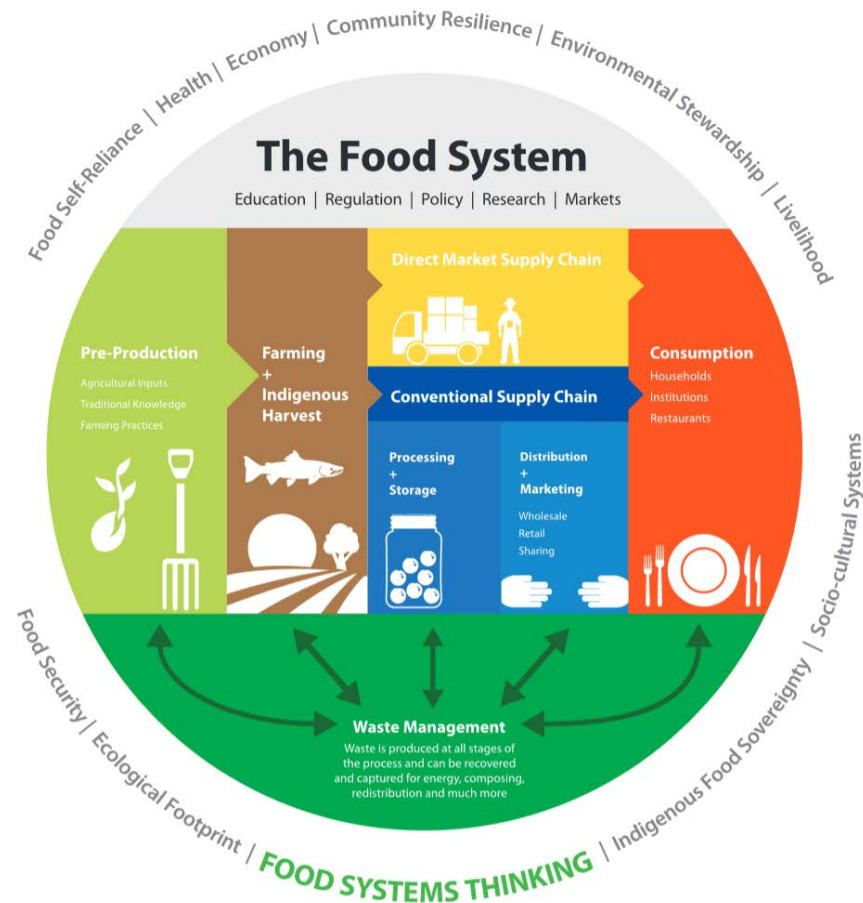 Food Self-Reliance | Health | Economy | Community Resilience | Environmental Stewardship | Livelihood
The Food System
Education | Regulation | Policy | Research | Markets
Direct Market Supply Chain
Pre-Production
Agricultural Inputs
Traditional Knowledge
Farming Practices
Farming
+
Indigenous
Harvest
Conventional Supply Chain
Processing
+
Storage
Distribution
+
Marketing
Wholesale
Retail
Sharing
Consumption
Households
Institutions
Restaurants
Waste Management
Waste is produced at all stages of
the process and can be recovered
and captured for energy, composing,
redistribution and much more
Food Security | Ecological Footprint | FOOD SYSTEMS THINKING | Indigenous Food Sovereignty | Socio-cultural Systems